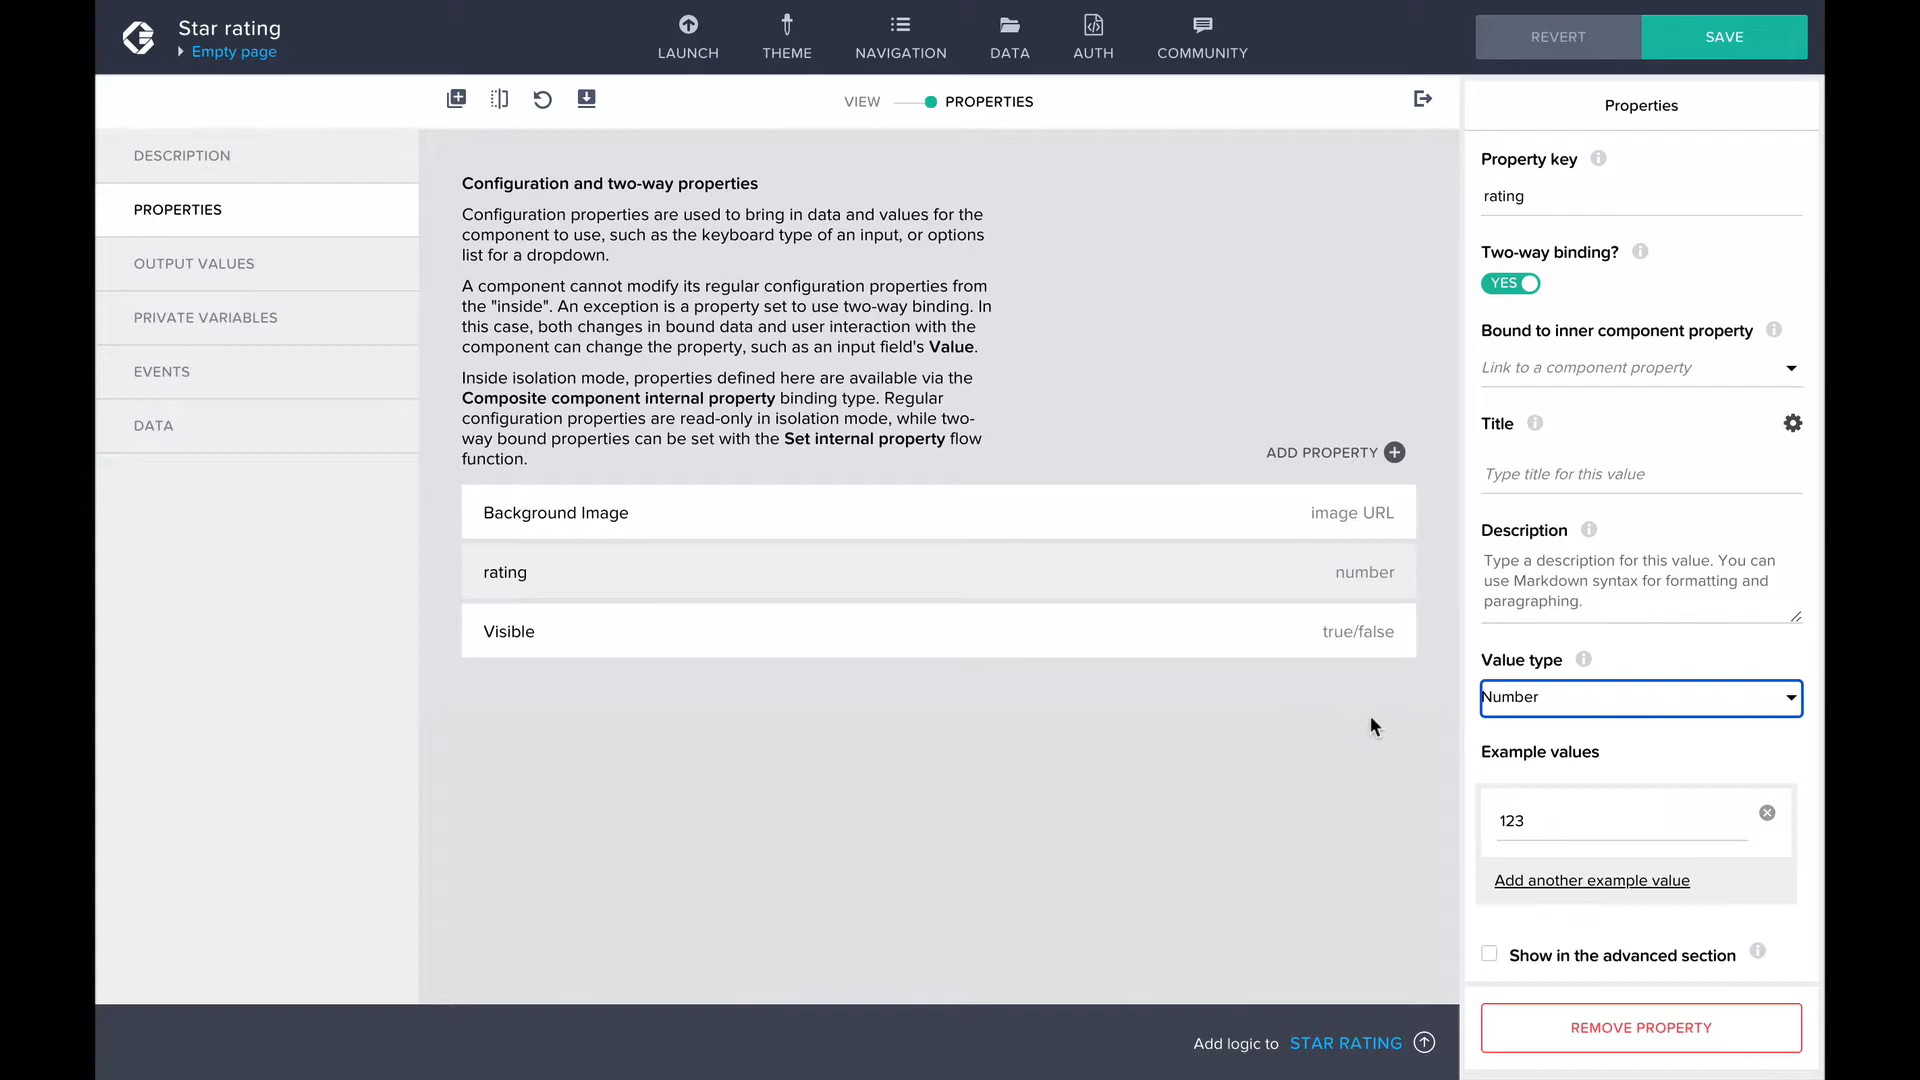 Star rating
Empty page
LAUNCH
THEME
NAVIGATION
DATA
AUTH
COMMUNITY
REVERT
SAVE
VIEW
PROPERTIES
DESCRIPTION
PROPERTIES
OUTPUT VALUES
PRIVATE VARIABLES
EVENTS
DATA
Configuration and two-way properties
Configuration properties are used to bring in data and values for the
component to use, such as the keyboard type of an input, or options
list for a dropdown.
A component cannot modify its regular configuration properties from
the "inside". An exception is a property set to use two-way binding. In
this case, both changes in bound data and user interaction with the
component can change the property, such as an input field's Value.
Inside isolation mode, properties defined here are available via the
Composite component internal property binding type. Regular
configuration properties are read-only in isolation mode, while two-
way bound properties can be set with the Set internal property flow
function.
ADD PROPERTY
Background Image
image URL
rating
number
Visible
true/false
Add logic to STAR RATING
Properties
Property key
rating
Two-way binding?
YES
Bound to inner component property
Link to a component property
Title
Type title for this value
Description
Type a description for this value. You can
use Markdown syntax for formatting and
paragraphing.
Value type
Number
Example values
123
Add another example value
Show in the advanced section
REMOVE PROPERTY